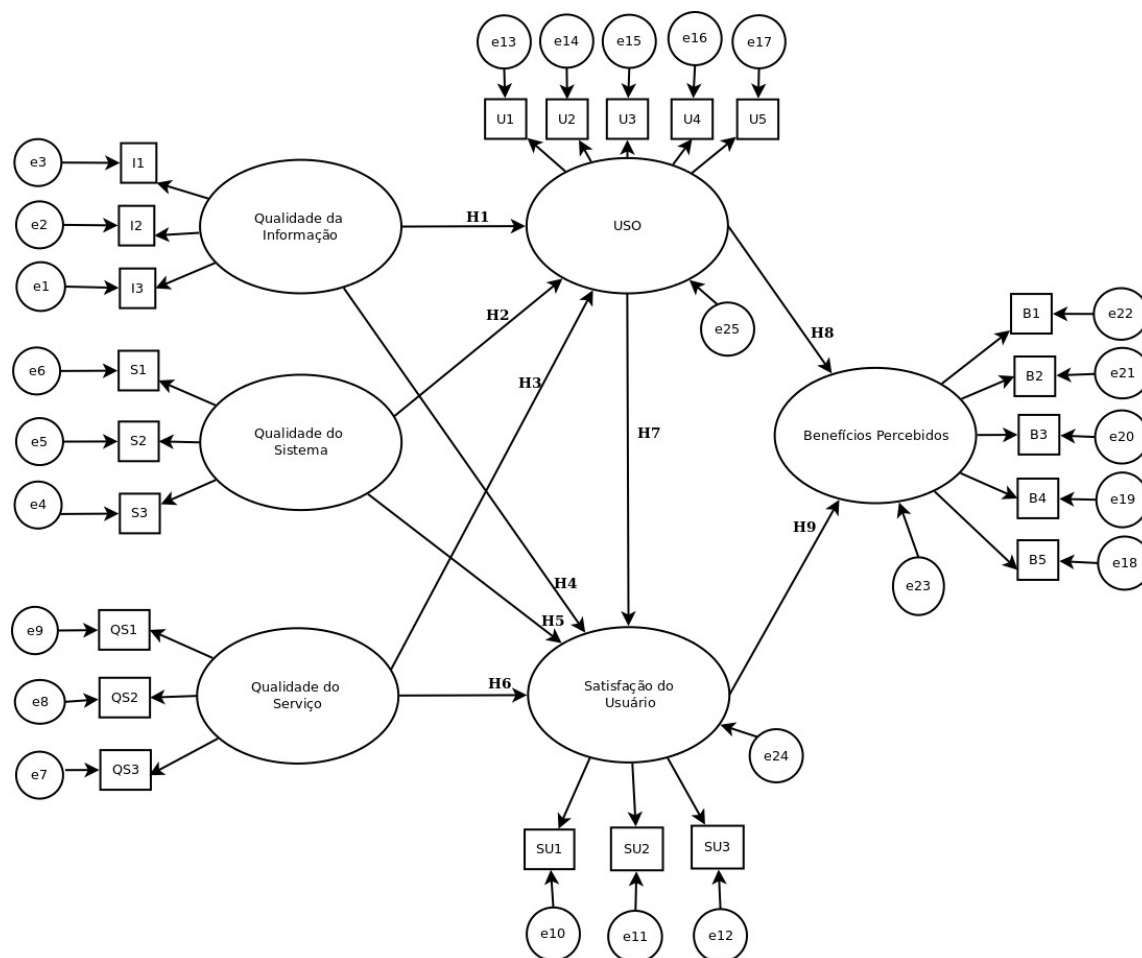 e13
e14
e15
e16
e17
U1
U2
U3
U4
U5
e3
I1
e2
I2
e1
I3
Qualidade da
Informação
H1
USO
H2
e25
H8
B1
e22
B2
e21
B3
e20
B4
e19
B5
e18
Benefícios Percebidos
e23
e6
S1
e5
S2
e4
S3
Qualidade do
Sistema
H3
H7
H4
H5
H9
e9
QS1
e8
QS2
e7
QS3
Qualidade do
Serviço
H6
Satisfação do
Usuário
e24
SU1
SU2
SU3
e10
e11
e12